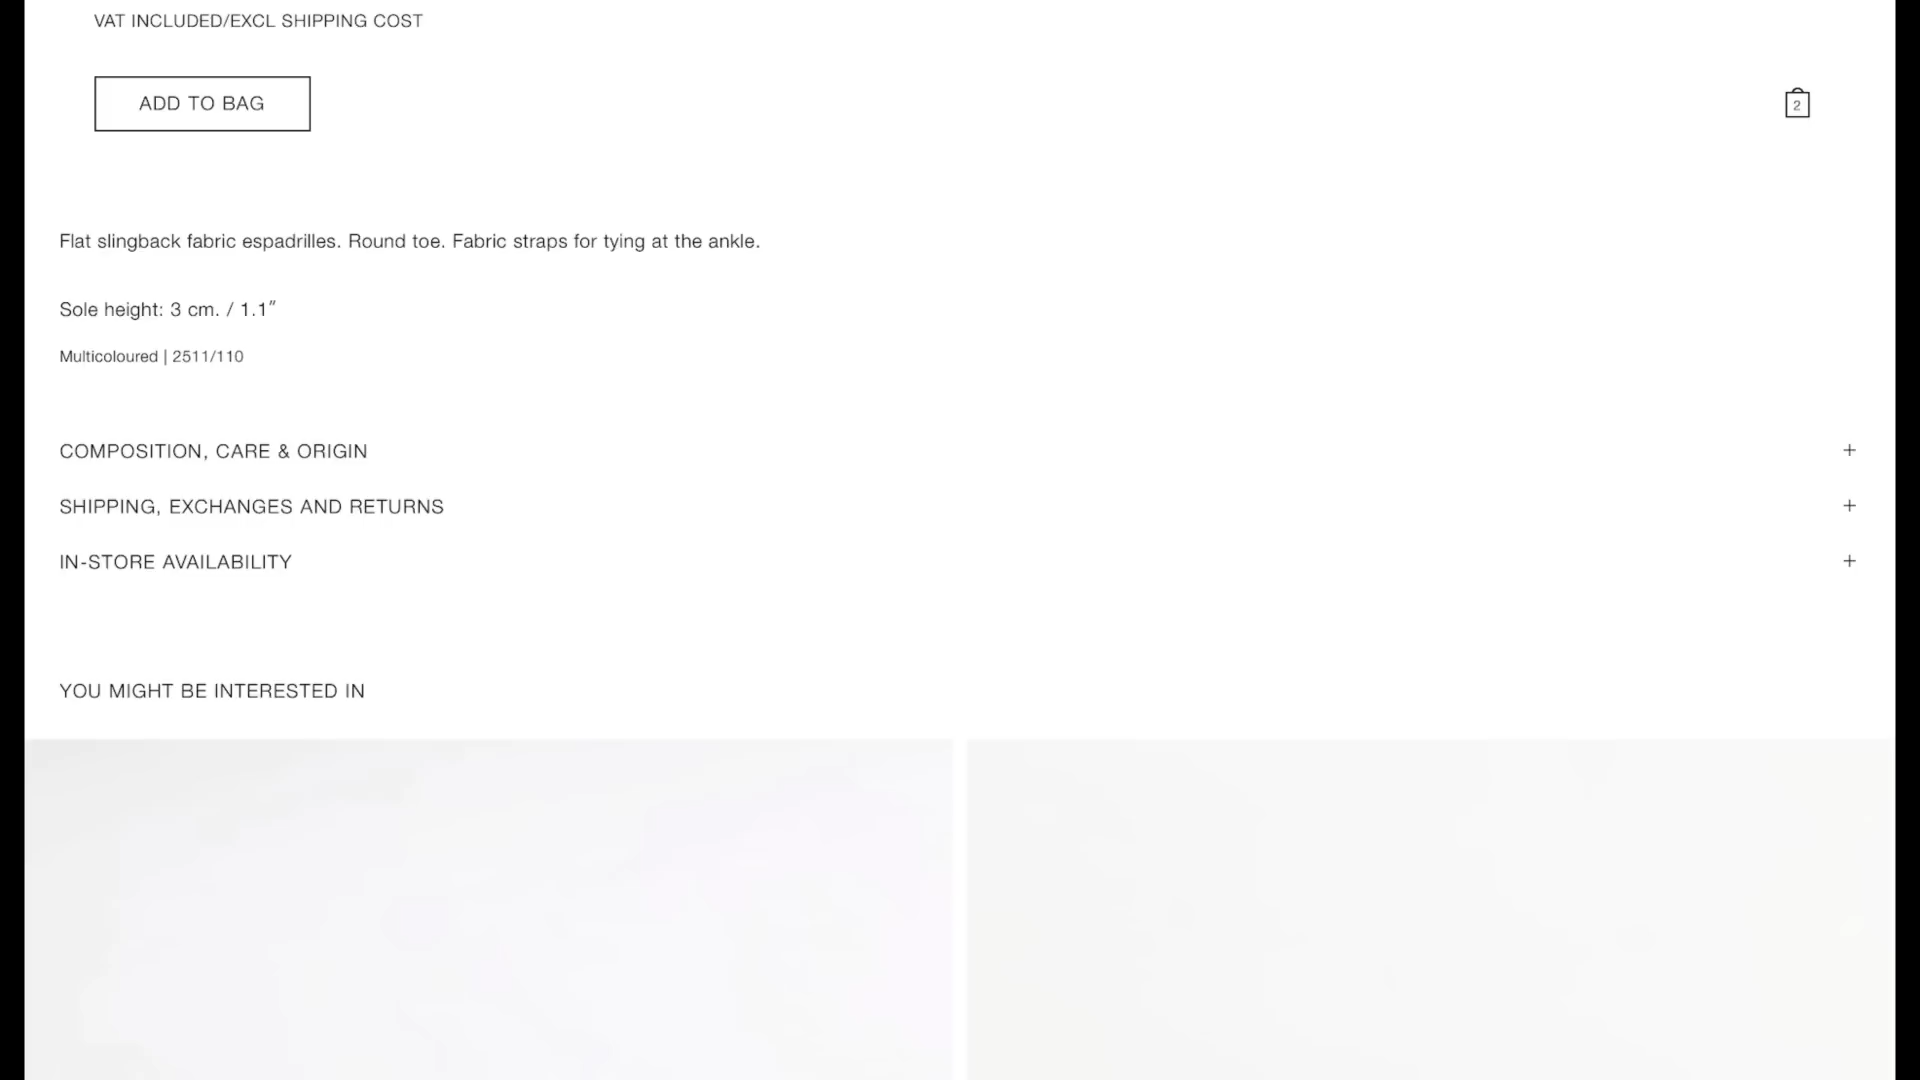 VAT INCLUDED/EXCL SHIPPING COST
ADD TO BAG
2
Flat slingback fabric espadrilles. Round toe. Fabric straps for tying at the ankle.
Sole height: 3 cm. / 1.1″
Multicoloured | 2511/110
COMPOSITION, CARE & ORIGIN +
SHIPPING, EXCHANGES AND RETURNS +
IN-STORE AVAILABILITY +
YOU MIGHT BE INTERESTED IN